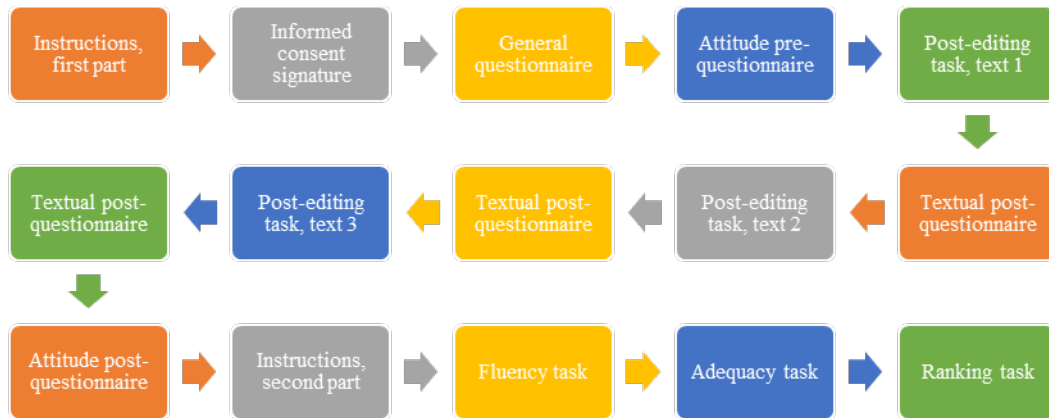 Instructions,
first part
Informed
consent
signature
General
questionnaire
Attitude pre-
questionnaire
Post-editing
task, text 1
Textual post-
questionnaire
Post-editing
task, text 2
Textual post-
questionnaire
Post-editing
task, text 3
Textual post-
questionnaire
Attitude post-
questionnaire
Instructions,
second part
Fluency task
Adequacy task
Ranking task